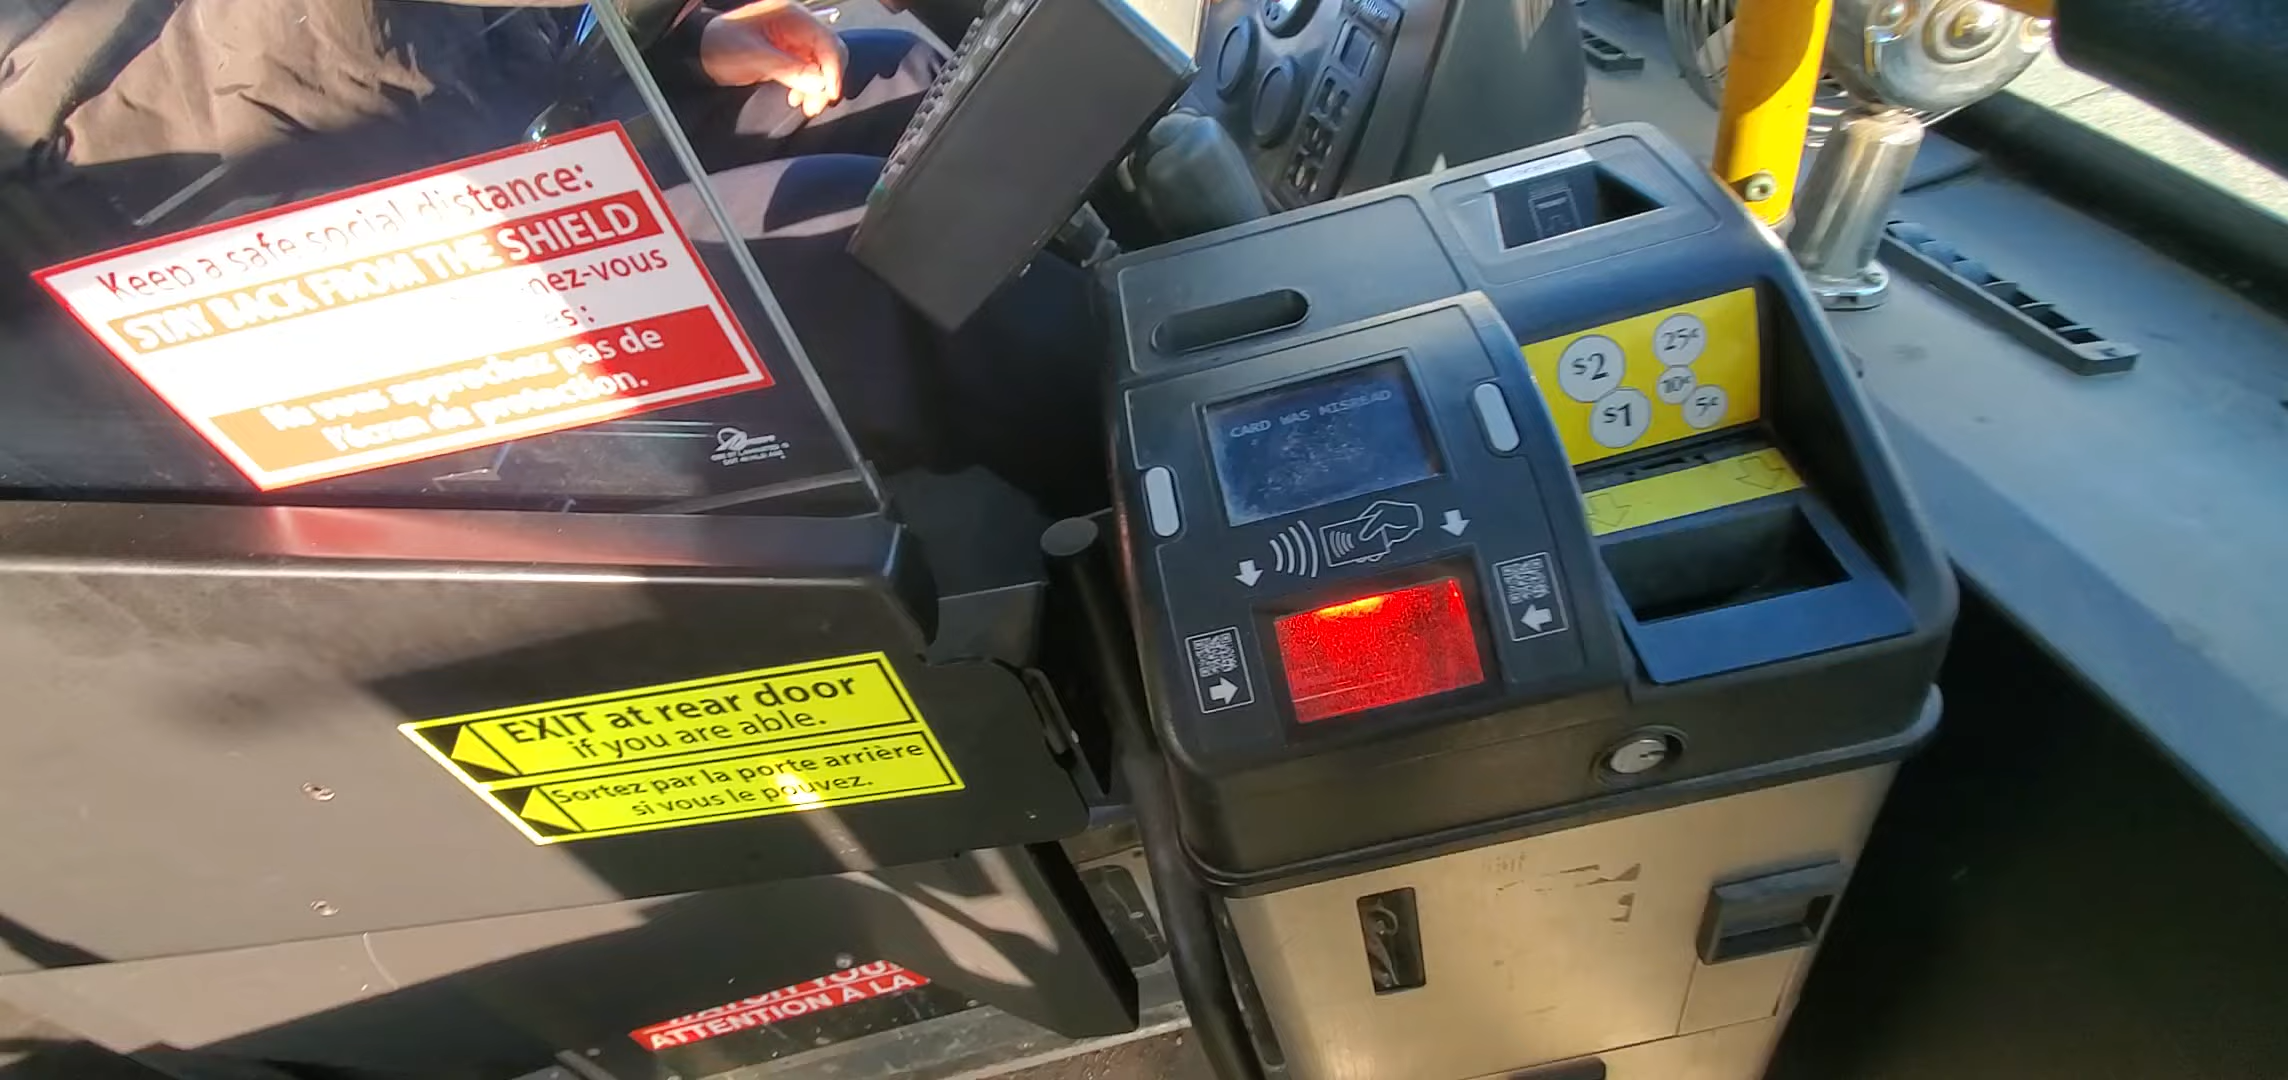 Keep a safe social distance:
STAY BACK FROM THE SHIELD
nez-vous
es :
Ne vous approchez pas de
l'écran de protection.
EXIT at rear door
if you are able.
Sortez par la porte arrière
si vous le pouvez.
ATTENTION À LA
CARD WAS MISREAD
$2
25¢
$1
10¢
5¢